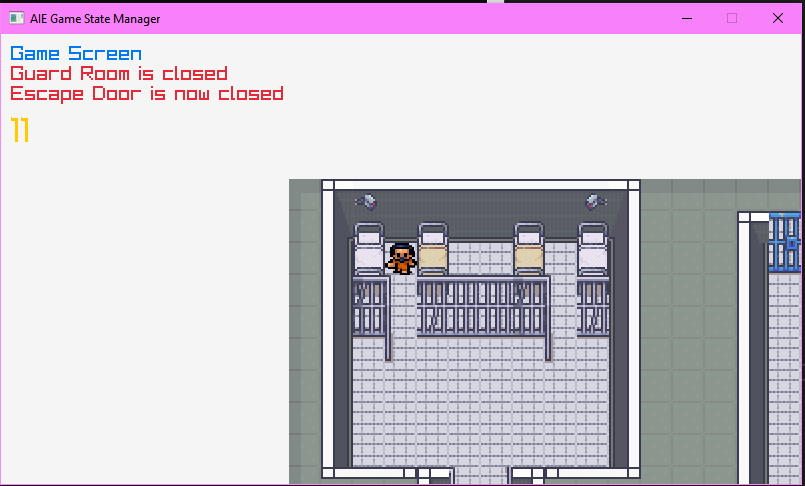 AIE Game State Manager
Game Screen
Guard Room is closed
Escape Door is now closed
11